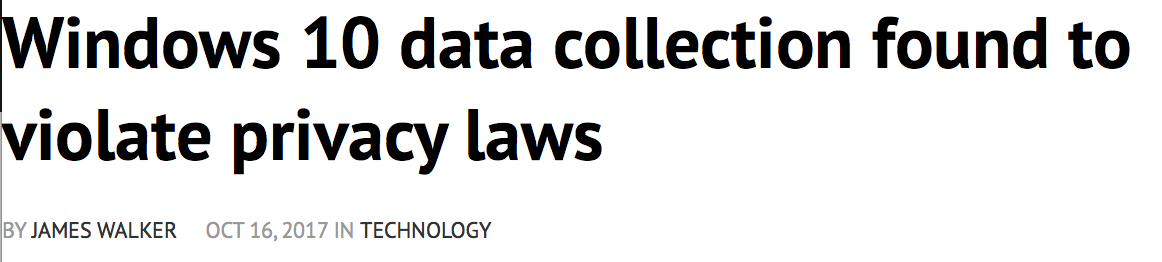 Windows 10 data collection found to
violate privacy laws
BY JAMES WALKER OCT 16, 2017 IN TECHNOLOGY